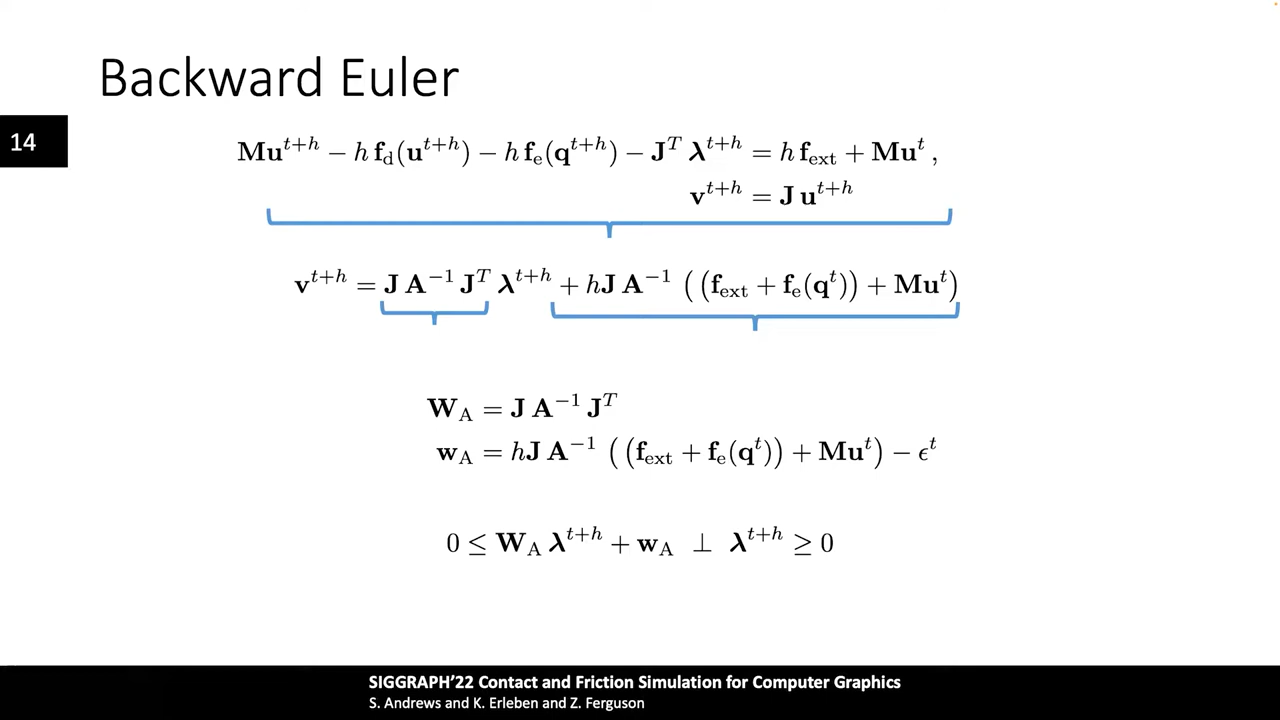 Backward Euler
14
Mu^{t+h} − h f_d(u^{t+h}) − h f_e(q^{t+h}) − J^T λ^{t+h} = h f_ext + Mu^t ,
v^{t+h} = J u^{t+h}
v^{t+h} = J A^{−1} J^T λ^{t+h} + hJ A^{−1} ((f_ext + f_e(q^t)) + Mu^t)
W_A = J A^{−1} J^T
w_A = hJ A^{−1} ((f_ext + f_e(q^t)) + Mu^t) − ϵ^t
0 ≤ W_A λ^{t+h} + w_A ⊥ λ^{t+h} ≥ 0
SIGGRAPH'22 Contact and Friction Simulation for Computer Graphics
S. Andrews and K. Erleben and Z. Ferguson